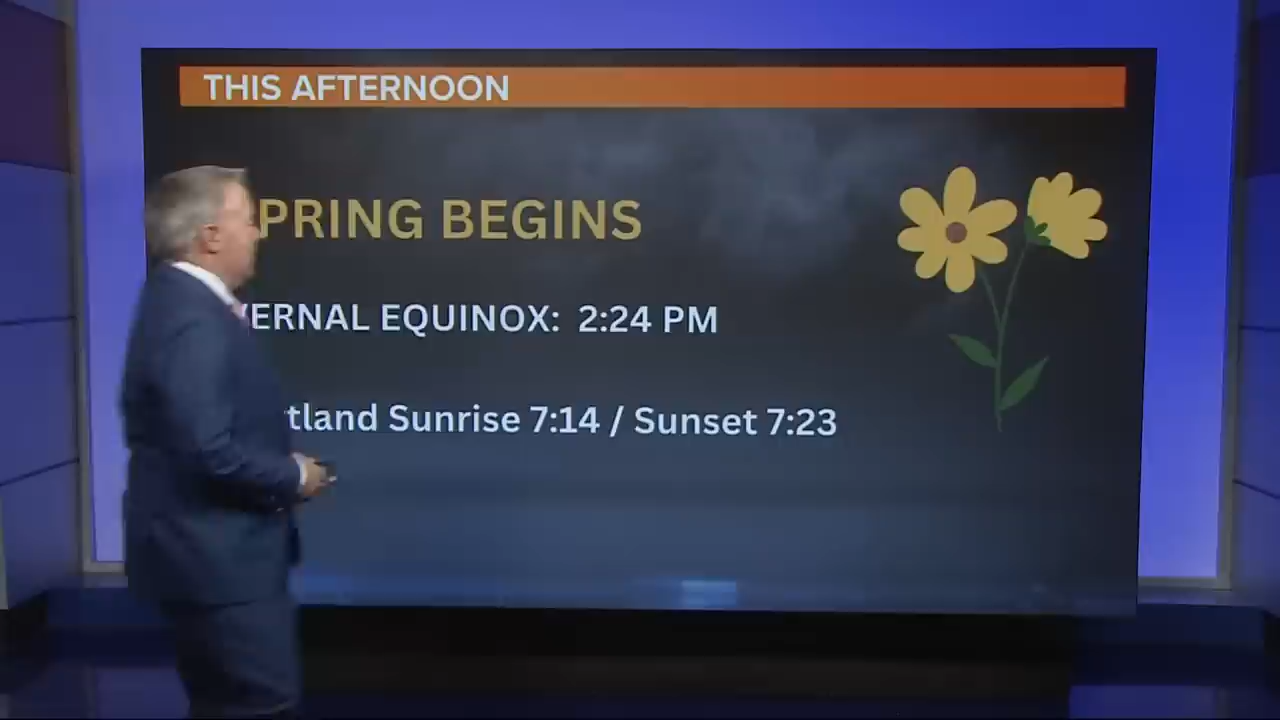 THIS AFTERNOON
PRING BEGINS
ERNAL EQUINOX: 2:24 PM
tland Sunrise 7:14 / Sunset 7:23